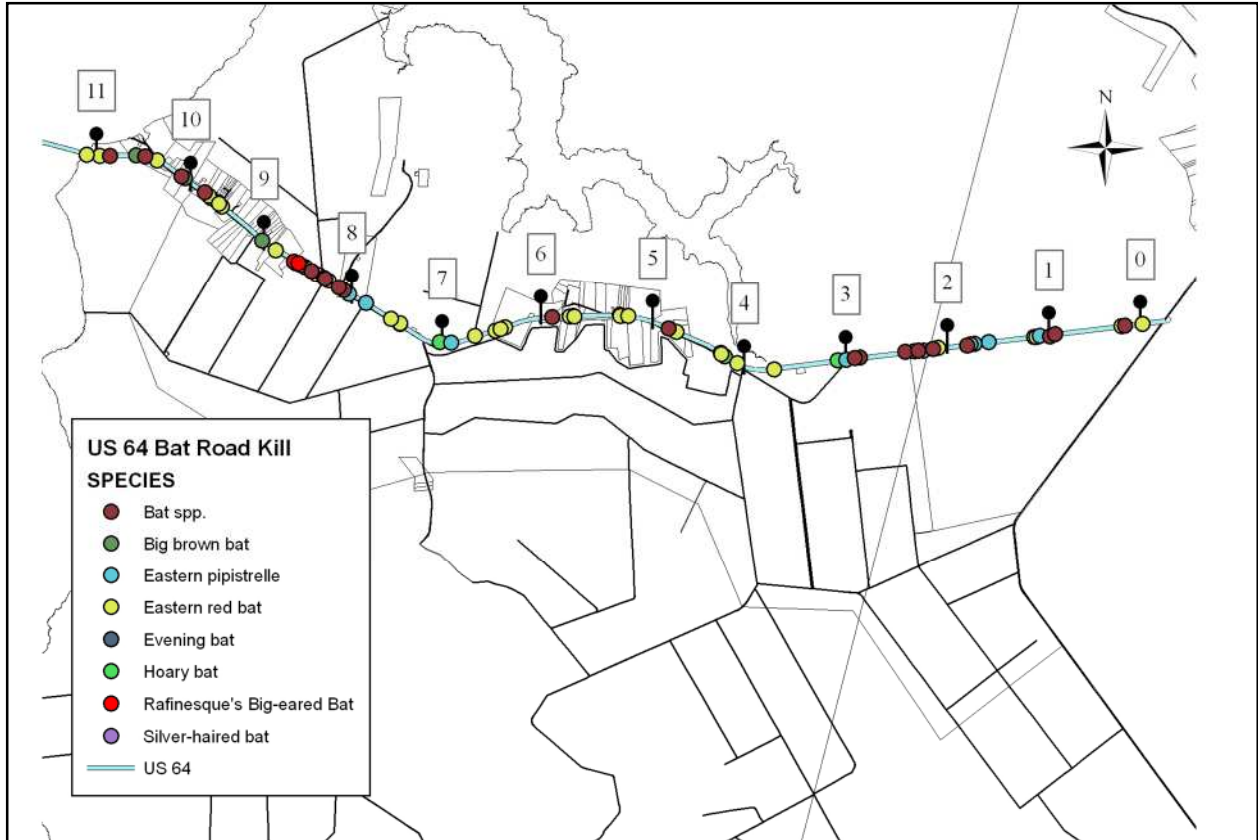 11
10
9
8
7
6
5
4
3
2
1
0
N
US 64 Bat Road Kill
SPECIES
Bat spp.
Big brown bat
Eastern pipistrelle
Eastern red bat
Evening bat
Hoary bat
Rafinesque's Big-eared Bat
Silver-haired bat
US 64